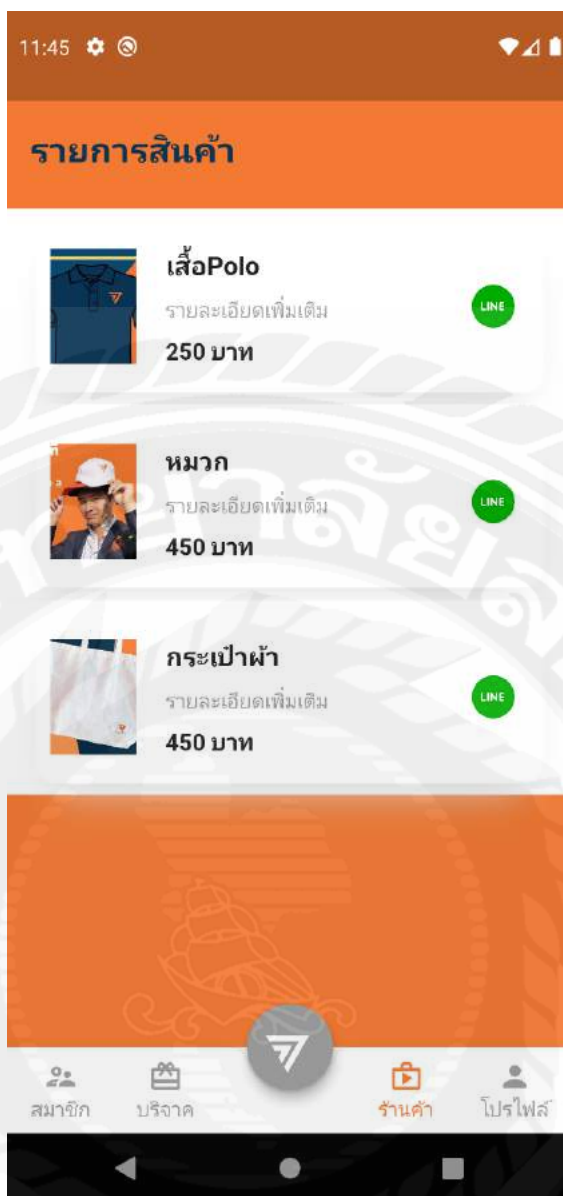 11:45
รายการสินค้า
เสื้อPolo
รายละเอียดเพิ่มเติม
250 บาท
LINE
หมวก
รายละเอียดเพิ่มเติม
450 บาท
LINE
กระเป๋าผ้า
รายละเอียดเพิ่มเติม
450 บาท
LINE
สมาชิก
บริจาค
ร้านค้า
โปรไฟล์